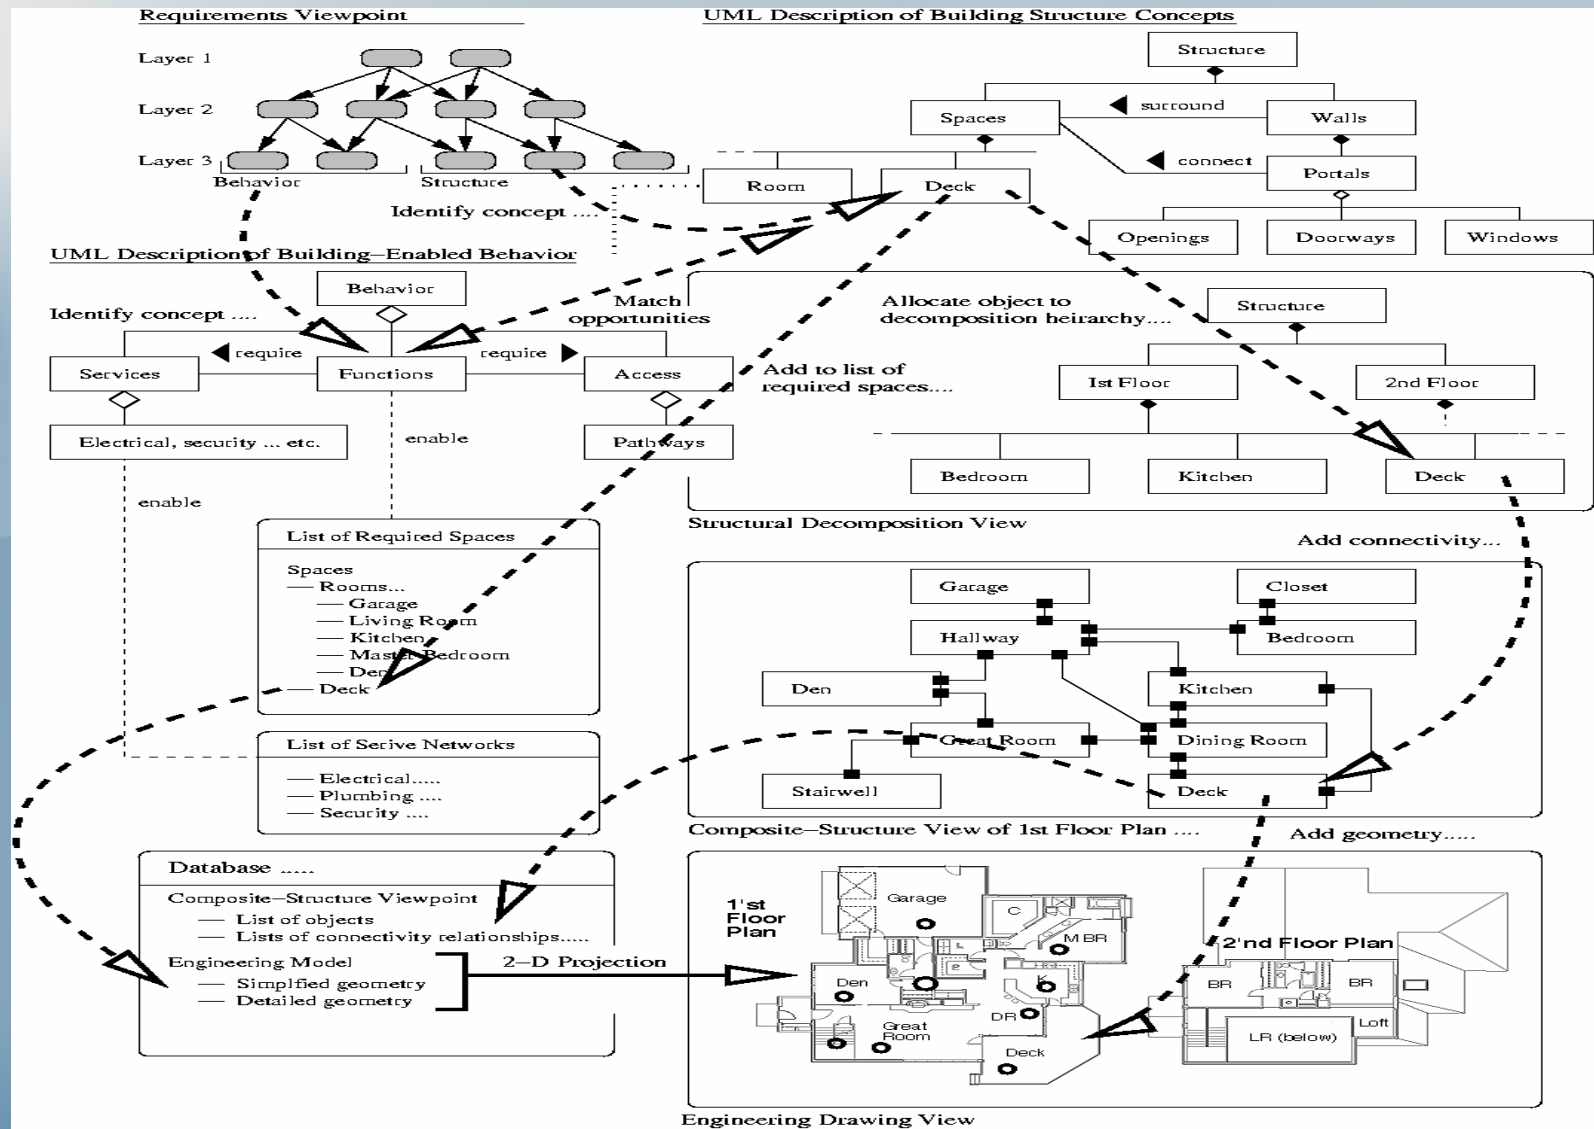 Requirements Viewpoint
Layer 1
Layer 2
Layer 3
Behavior
Structure
Identify concept ....
UML Description of Building Structure Concepts
Structure
Spaces
surround
Walls
connect
Portals
Room
Deck
Openings
Doorways
Windows
UML Description of Building–Enabled Behavior
Behavior
Identify concept ....
Match
opportunities
Services
require
Functions
require
Access
Electrical, security ... etc.
enable
Pathways
enable
Allocate object to
decomposition heirarchy....
Structure
Add to list of
required spaces....
1st Floor
2nd Floor
Bedroom
Kitchen
Deck
Structural Decomposition View
Add connectivity...
List of Required Spaces
Spaces
— Rooms...
— Garage
— Living Room
— Kitchen
— Master Bedroom
— Den
— Deck
List of Serive Networks
— Electrical.....
— Plumbing ....
— Security ....
Garage
Closet
Hallway
Bedroom
Den
Kitchen
Great Room
Dining Room
Stairwell
Deck
Composite–Structure View of 1st Floor Plan ....
Add geometry.....
Database .....
Composite–Structure Viewpoint
— List of objects
— Lists of connectivity relationships.....
Engineering Model
— Simplfied geometry
— Detailed geometry
2–D Projection
1'st
Floor
Plan
Garage
C
M BR
Den
K
DR
Great
Room
Deck
2'nd Floor Plan
BR
BR
Loft
LR (below)
Engineering Drawing View